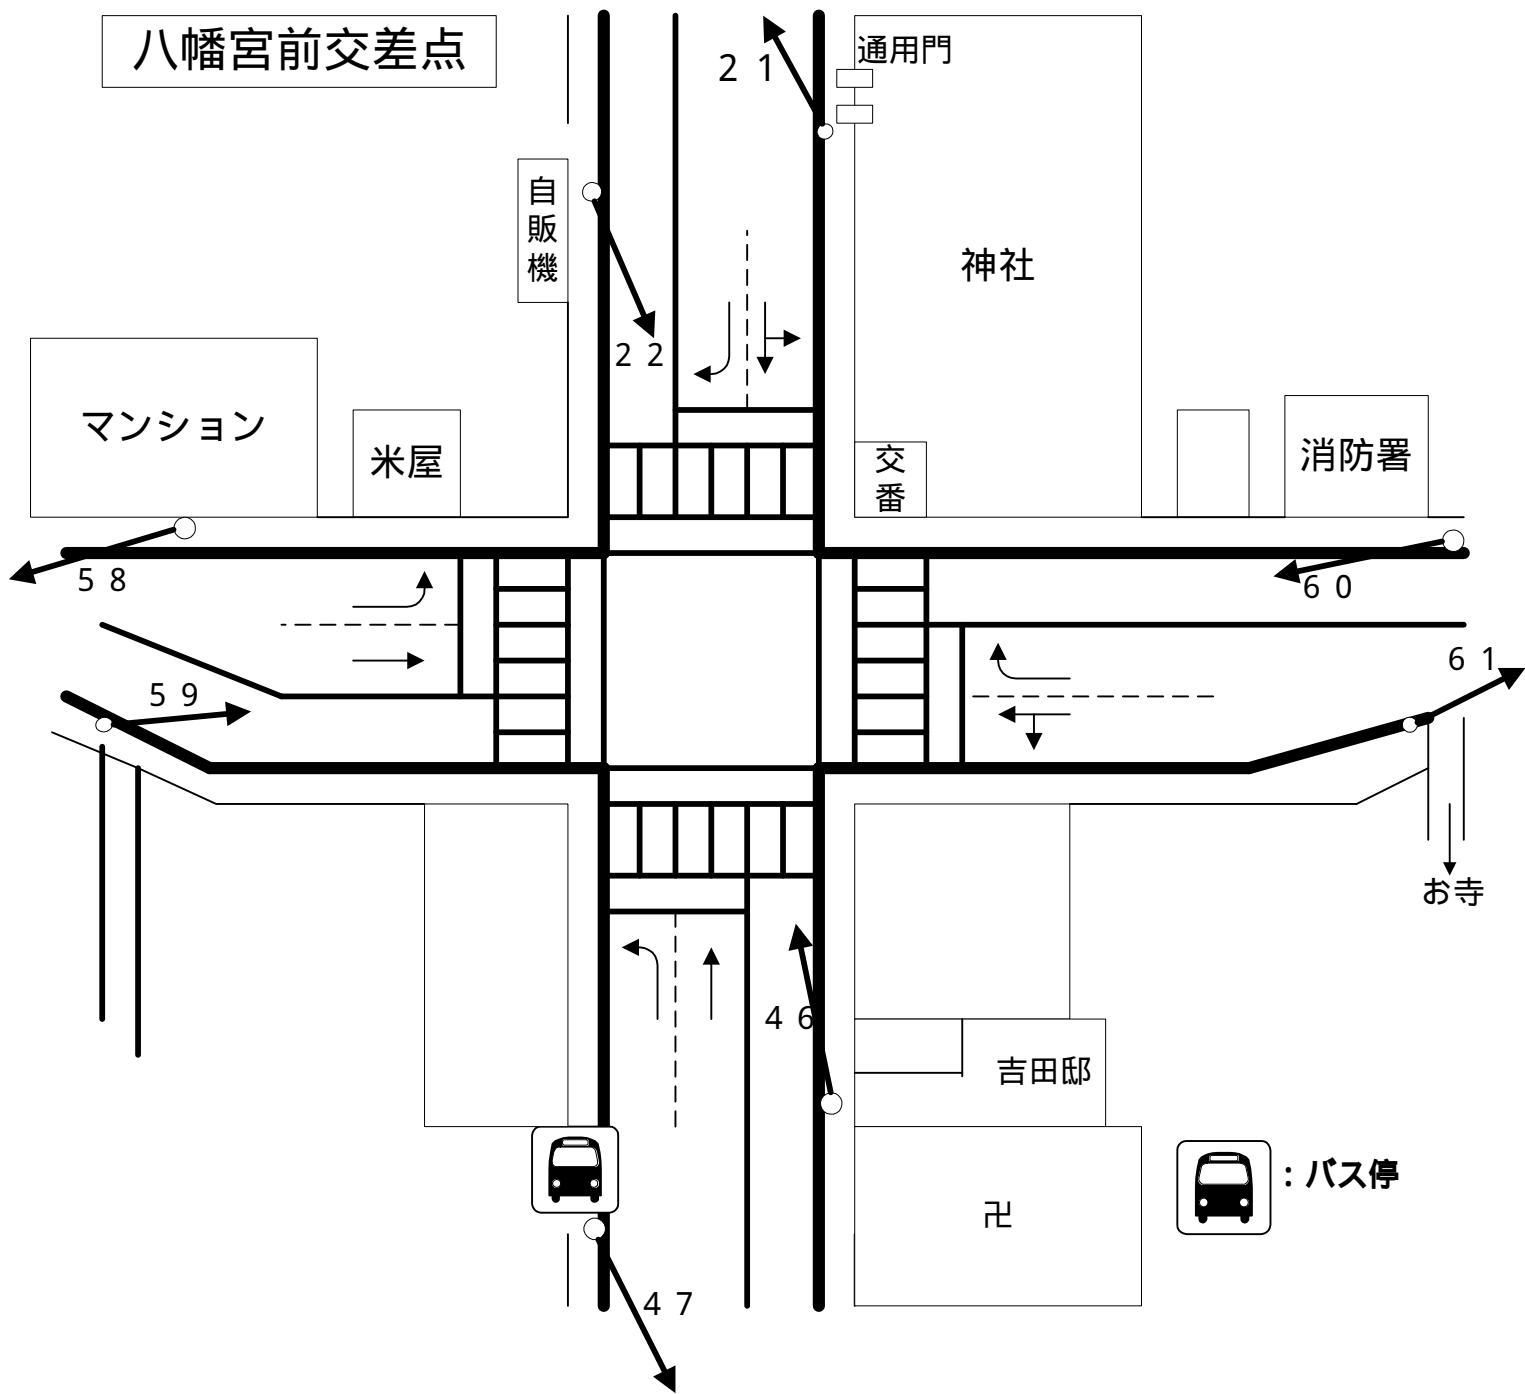 八幡宮前交差点
２１
通用門
自
販
機
神社
２２
マンション
米屋
交
番
消防署
５８
６０
５９
６１
お寺
４６
吉田邸
：バス停
卍
４７